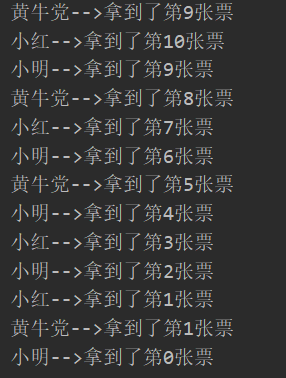 黄牛党-->拿到了第9张票
小红-->拿到了第10张票
小明-->拿到了第9张票
黄牛党-->拿到了第8张票
小红-->拿到了第7张票
小明-->拿到了第6张票
黄牛党-->拿到了第5张票
小明-->拿到了第4张票
小红-->拿到了第3张票
小明-->拿到了第2张票
小红-->拿到了第1张票
黄牛党-->拿到了第1张票
小明-->拿到了第0张票